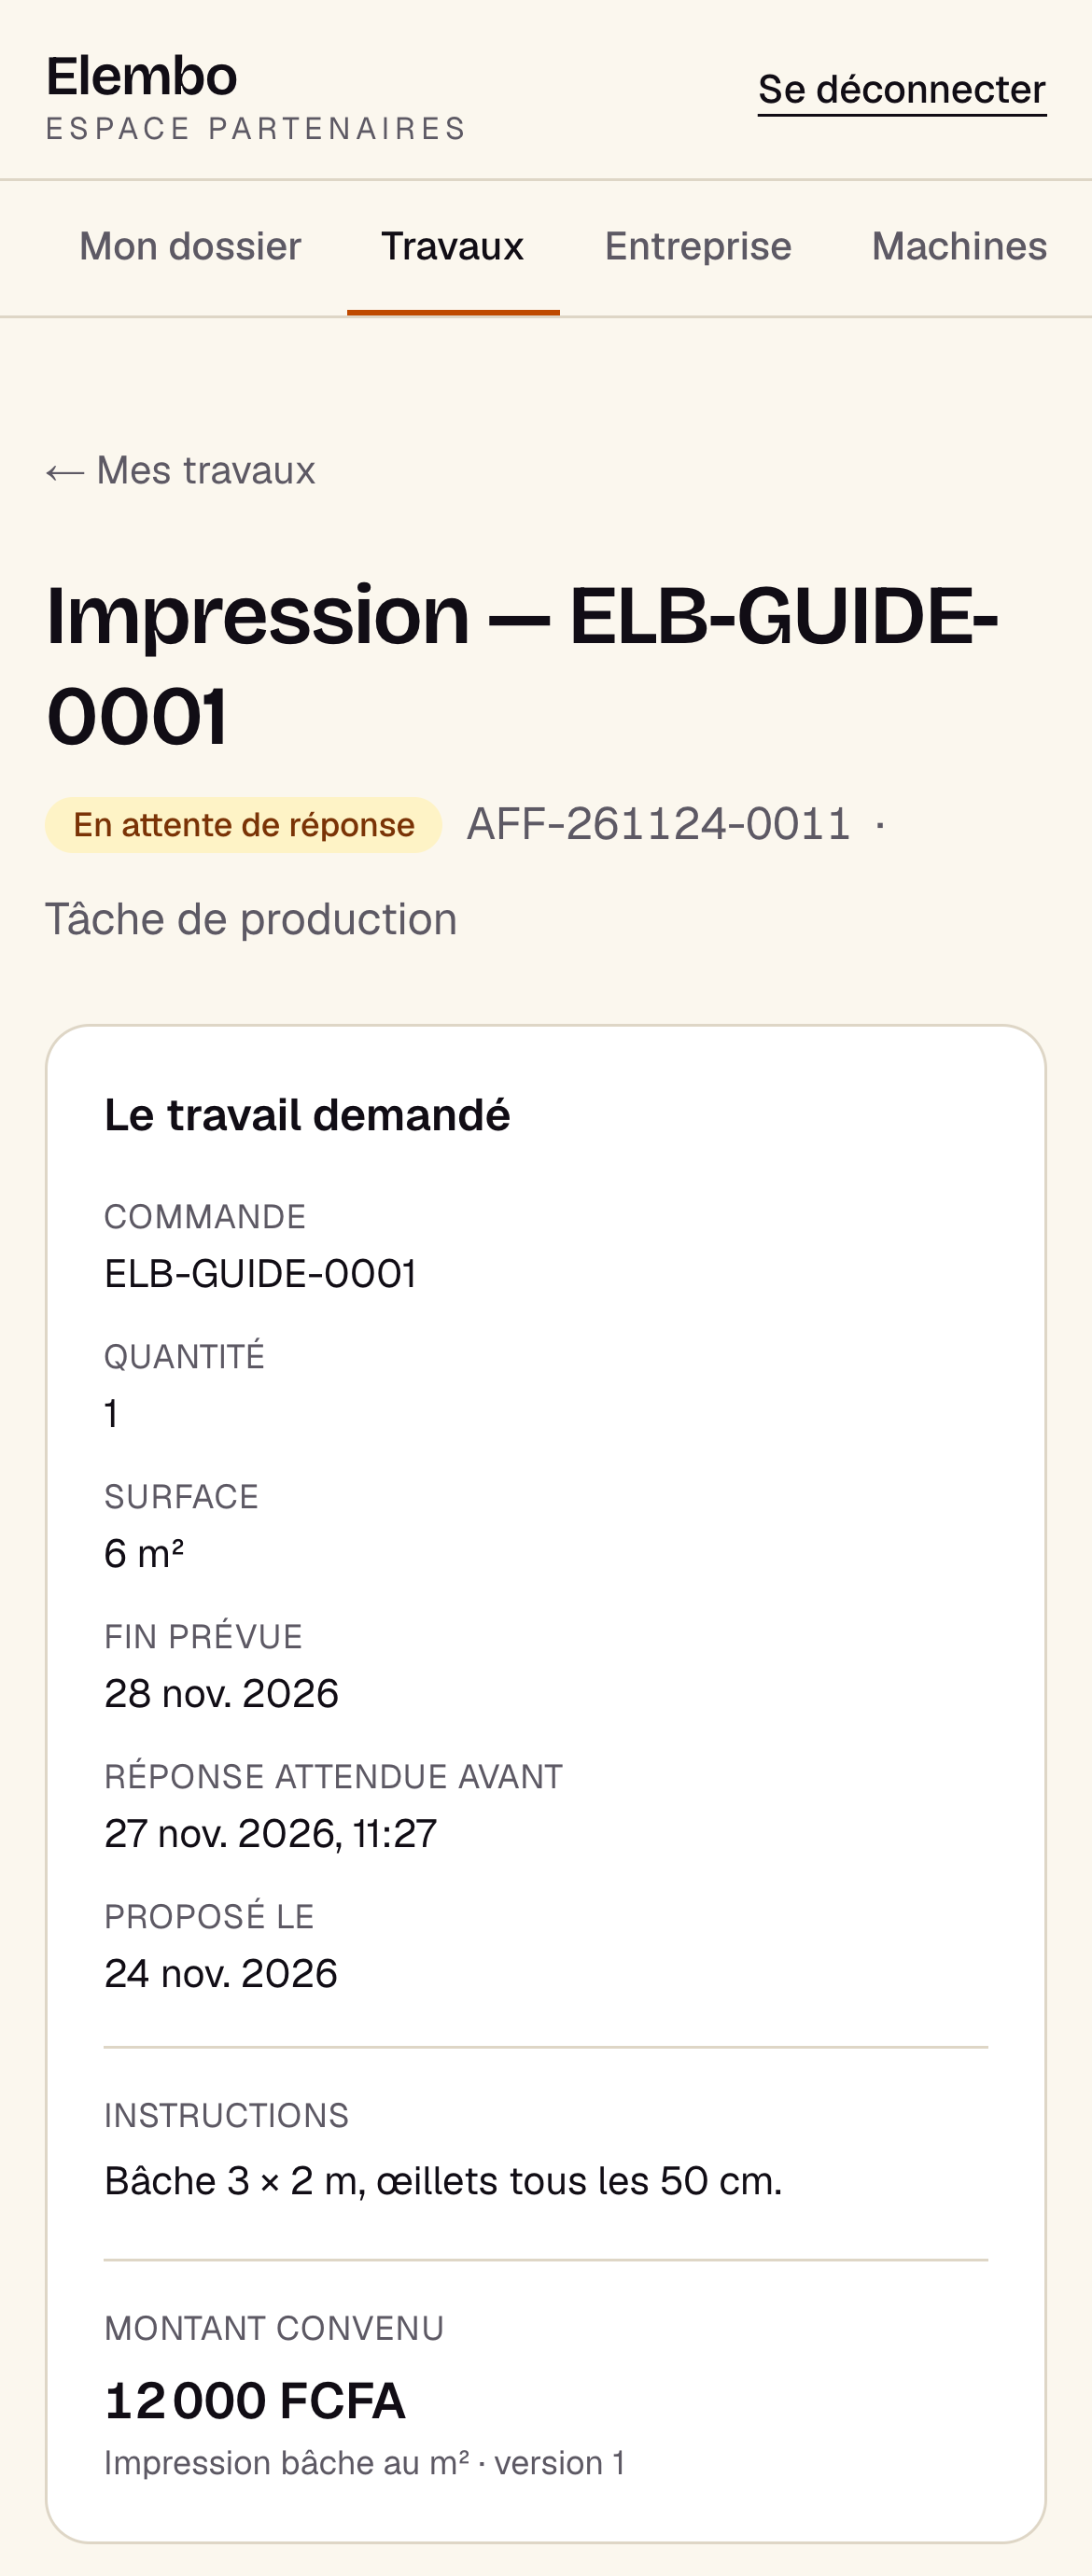 Elembo
ESPACE PARTENAIRES
Se déconnecter
Mon dossier
Travaux
Entreprise
Machines
← Mes travaux
Impression — ELB-GUIDE-
0001
En attente de réponse
AFF-261124-0011 ·
Tâche de production
Le travail demandé
COMMANDE
ELB-GUIDE-0001
QUANTITÉ
1
SURFACE
6 m²
FIN PRÉVUE
28 nov. 2026
RÉPONSE ATTENDUE AVANT
27 nov. 2026, 11:27
PROPOSÉ LE
24 nov. 2026
INSTRUCTIONS
Bâche 3 × 2 m, œillets tous les 50 cm.
MONTANT CONVENU
12 000 FCFA
Impression bâche au m² · version 1